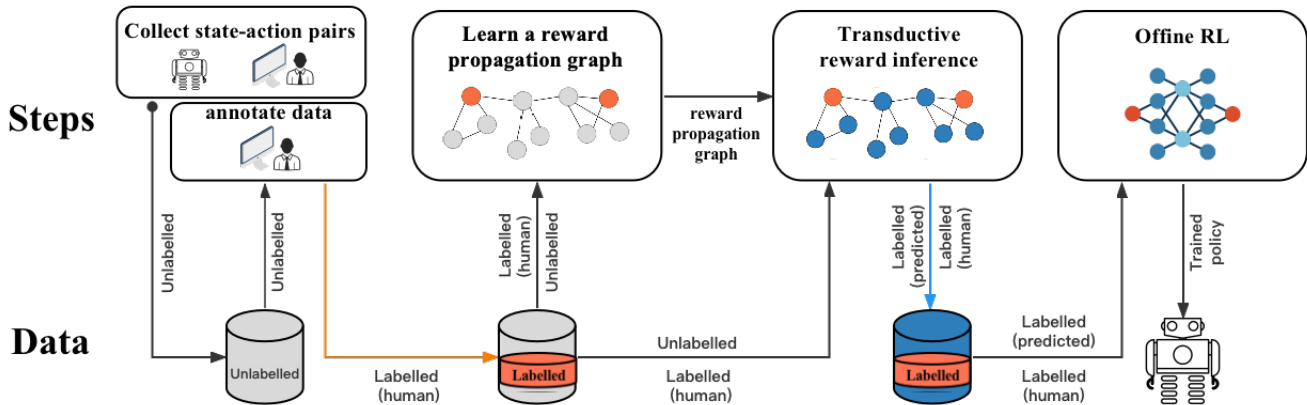 Collect state-action pairs
annotate data
Learn a reward
propagation graph
Transductive
reward inference
Offine RL
Steps
reward
propagation
graph
Unlabelled
Unlabelled
Labelled
(human)
Unlabelled
Labelled
(predicted)
Labelled
(human)
Trained
policy
Data
Unlabelled
Labelled
(human)
Labelled
Unlabelled
Labelled
(human)
Labelled
Labelled
(predicted)
Labelled
(human)